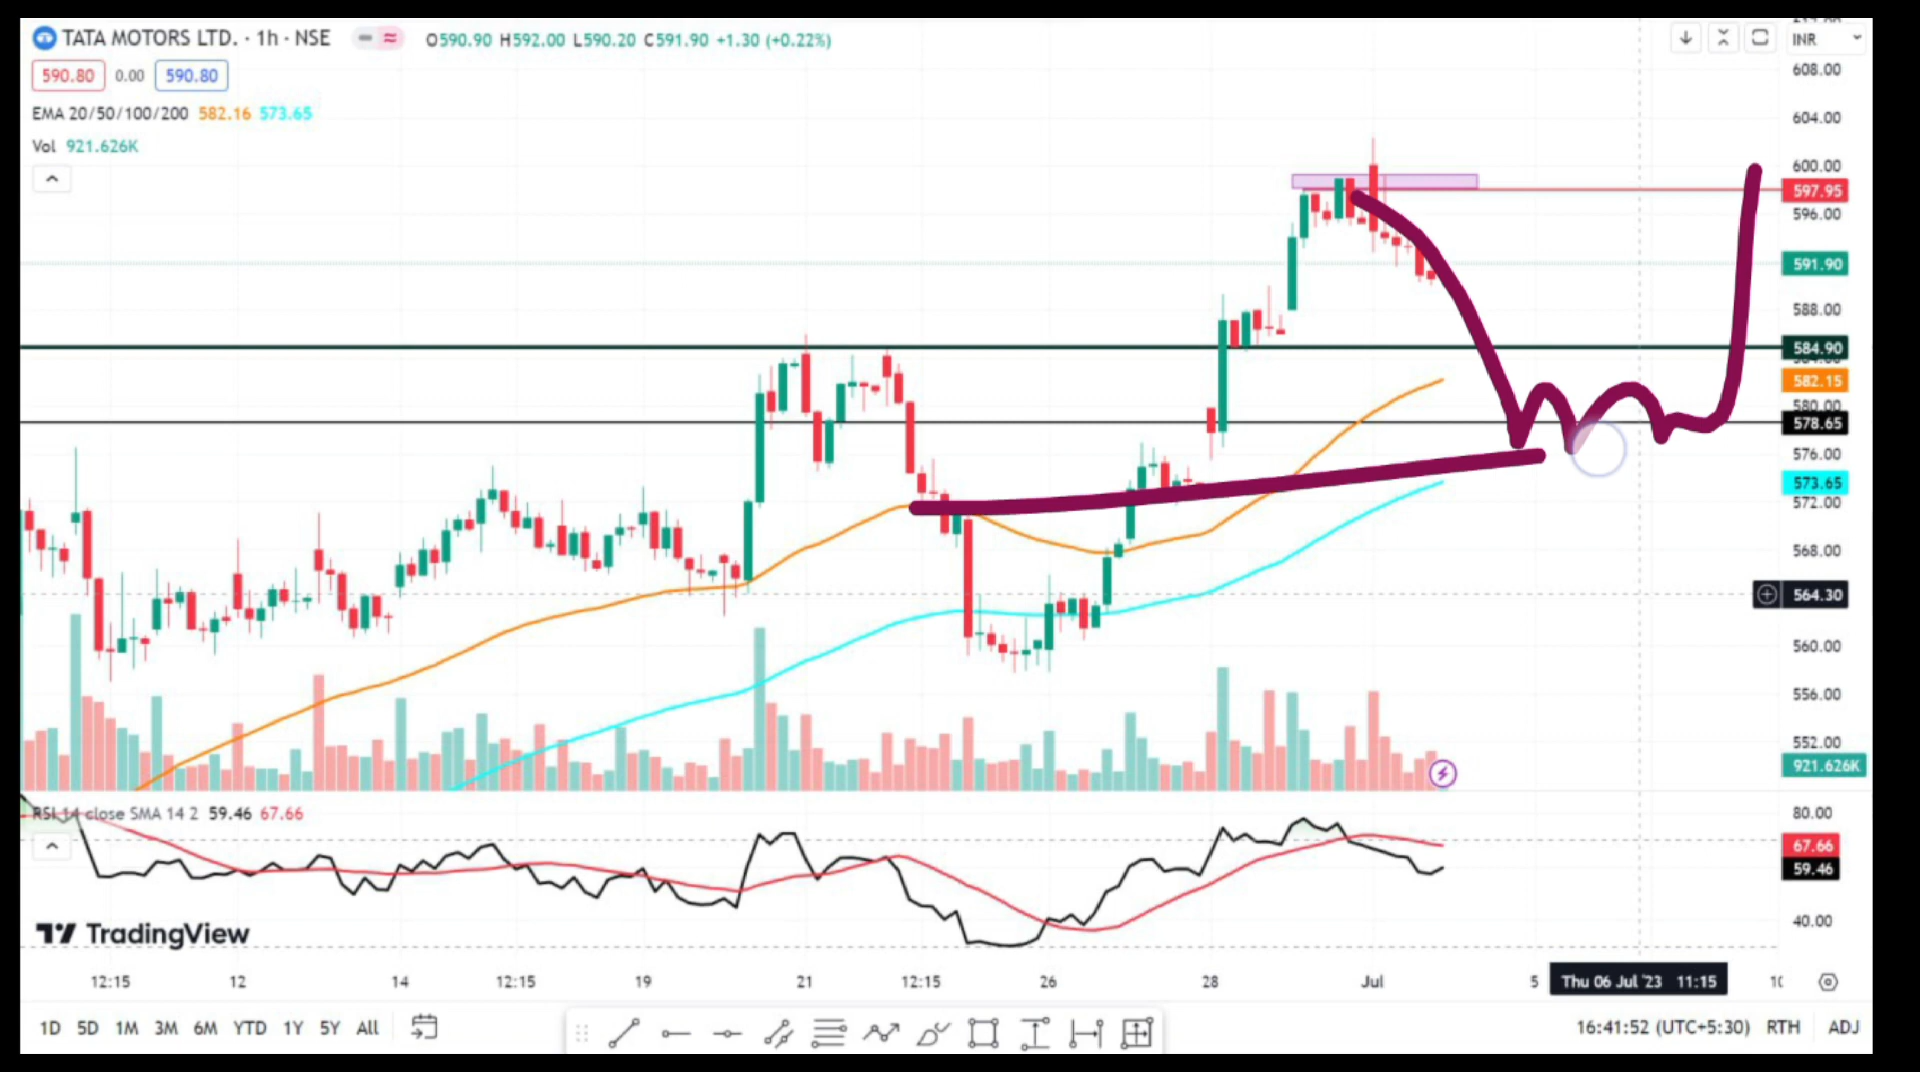 TATA MOTORS LTD. · 1h · NSE
O590.90 H592.00 L590.20 C591.90 +1.30 (+0.22%)
INR
590.80 0.00 590.80
EMA 20/50/100/200 582.16 573.65
Vol 921.626K
608.00
604.00
600.00
597.95
596.00
591.90
588.00
584.90
582.15
580.00
578.65
576.00
573.65
572.00
568.00
564.30
560.00
556.00
552.00
921.626K
RSI 14 close SMA 14 2 59.46 67.66
80.00
67.66
59.46
40.00
TradingView
12:15 12 14 12:15 19 21 12:15 26 28 Jul 5 Thu 06 Jul '23 11:15
1D 5D 1M 3M 6M YTD 1Y 5Y All
16:41:52 (UTC+5:30) RTH ADJ